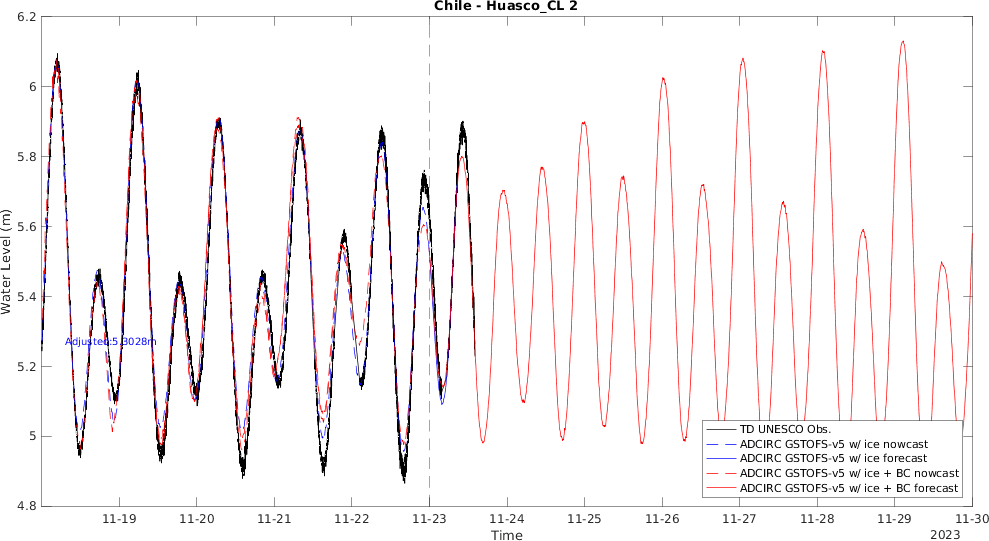 Chile - Huasco_CL 2
6.2
6
5.8
5.6
5.4
5.2
5
4.8
Water Level (m)
Adjusted:5.3028m
TD UNESCO Obs.
ADCIRC GSTOFS-v5 w/ ice nowcast
ADCIRC GSTOFS-v5 w/ ice forecast
ADCIRC GSTOFS-v5 w/ ice + BC nowcast
ADCIRC GSTOFS-v5 w/ ice + BC forecast
11-19 11-20 11-21 11-22 11-23 11-24 11-25 11-26 11-27 11-28 11-29 11-30
Time
2023